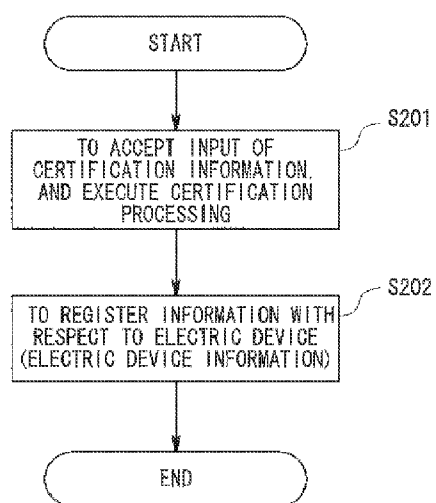 START
S201
TO ACCEPT INPUT OF
CERTIFICATION INFORMATION,
AND EXECUTE CERTIFICATION
PROCESSING
S202
TO REGISTER INFORMATION WITH
RESPECT TO ELECTRIC DEVICE
(ELECTRIC DEVICE INFORMATION)
END